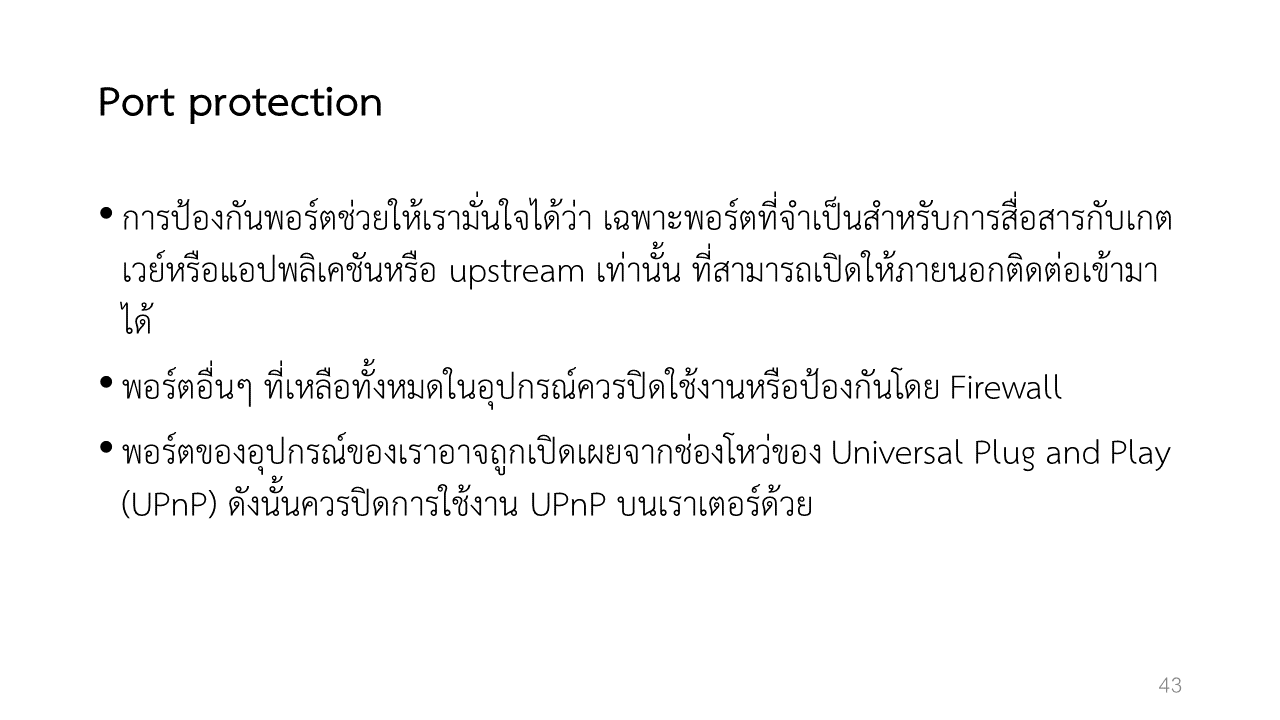 Port protection
• การป้องกันพอร์ตช่วยให้เรามั่นใจได้ว่า เฉพาะพอร์ตที่จำเป็นสำหรับการสื่อสารกับเกต
เวย์หรือแอปพลิเคชันหรือ upstream เท่านั้น ที่สามารถเปิดให้ภายนอกติดต่อเข้ามา
ได้
• พอร์ตอื่นๆ ที่เหลือทั้งหมดในอุปกรณ์ควรปิดใช้งานหรือป้องกันโดย Firewall
• พอร์ตของอุปกรณ์ของเราอาจถูกเปิดเผยจากช่องโหว่ของ Universal Plug and Play
(UPnP) ดังนั้นควรปิดการใช้งาน UPnP บนเราเตอร์ด้วย
43